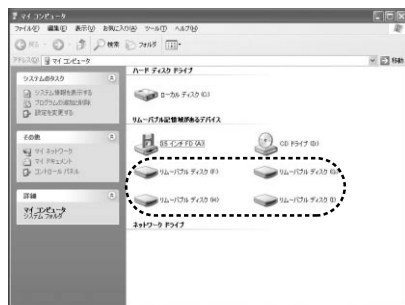 マイ コンピュータ
ファイル(F) 編集(E) 表示(V) お気に入り(A) ツール(T) ヘルプ(H)
戻る 検索 フォルダ
アドレス(D) マイ コンピュータ 移動
システムのタスク
システム情報を表示する
プログラムの追加と削除
設定を変更する
その他
マイ ネットワーク
マイ ドキュメント
コントロール パネル
詳細
マイ コンピュータ
システム フォルダ
ハード ディスク ドライブ
ローカル ディスク (C:)
リムーバブル記憶域があるデバイス
3.5 インチ FD (A:) CD ドライブ (D:)
リムーバブル ディスク (F:) リムーバブル ディスク (G:)
リムーバブル ディスク (H:) リムーバブル ディスク (I:)
ネットワーク ドライブ